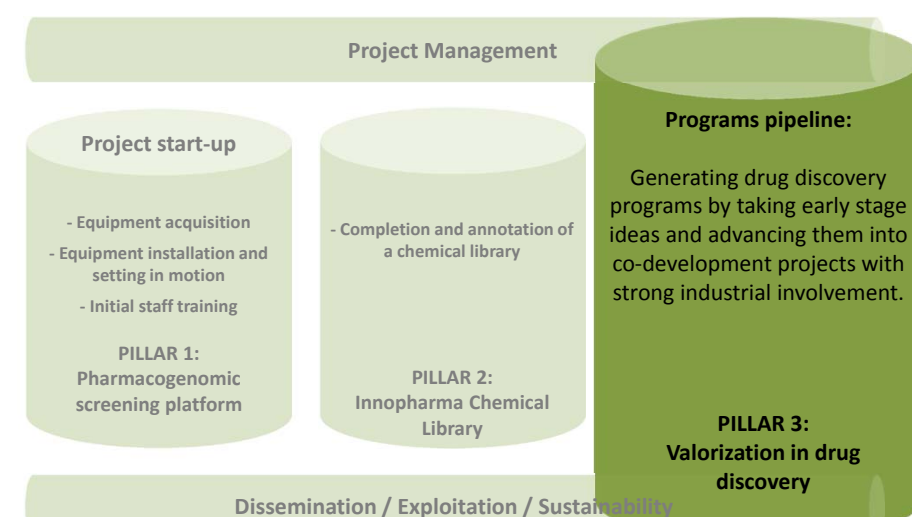 Project Management
Project start-up
- Equipment acquisition
- Equipment installation and
setting in motion
- Initial staff training
PILLAR 1:
Pharmacogenomic
screening platform
- Completion and annotation of
a chemical library
PILLAR 2:
Innopharma Chemical
Library
Programs pipeline:
Generating drug discovery
programs by taking early stage
ideas and advancing them into
co-development projects with
strong industrial involvement.
PILLAR 3:
Valorization in drug
discovery
Dissemination / Exploitation / Sustainability